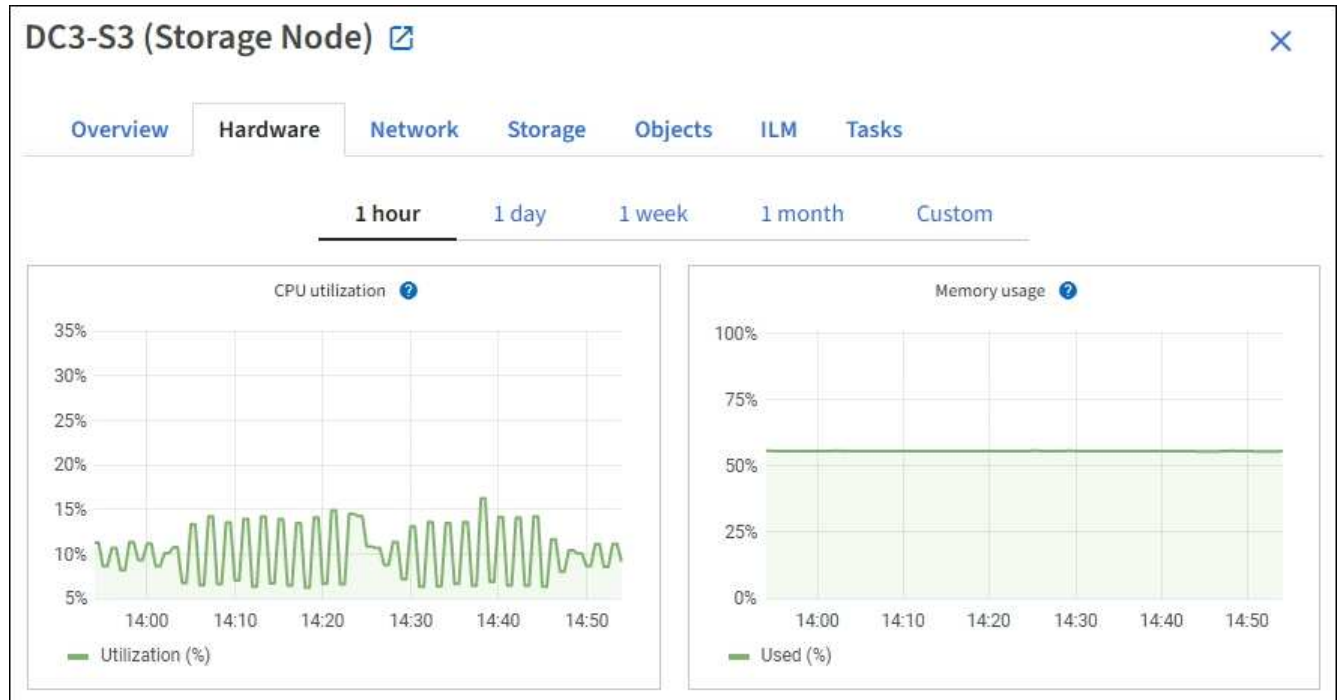 DC3-S3 (Storage Node)
Overview Hardware Network Storage Objects ILM Tasks
1 hour 1 day 1 week 1 month Custom
CPU utilization ?
35%
30%
25%
20%
15%
10%
5%
14:00 14:10 14:20 14:30 14:40 14:50
Utilization (%)
Memory usage ?
100%
75%
50%
25%
0%
14:00 14:10 14:20 14:30 14:40 14:50
Used (%)